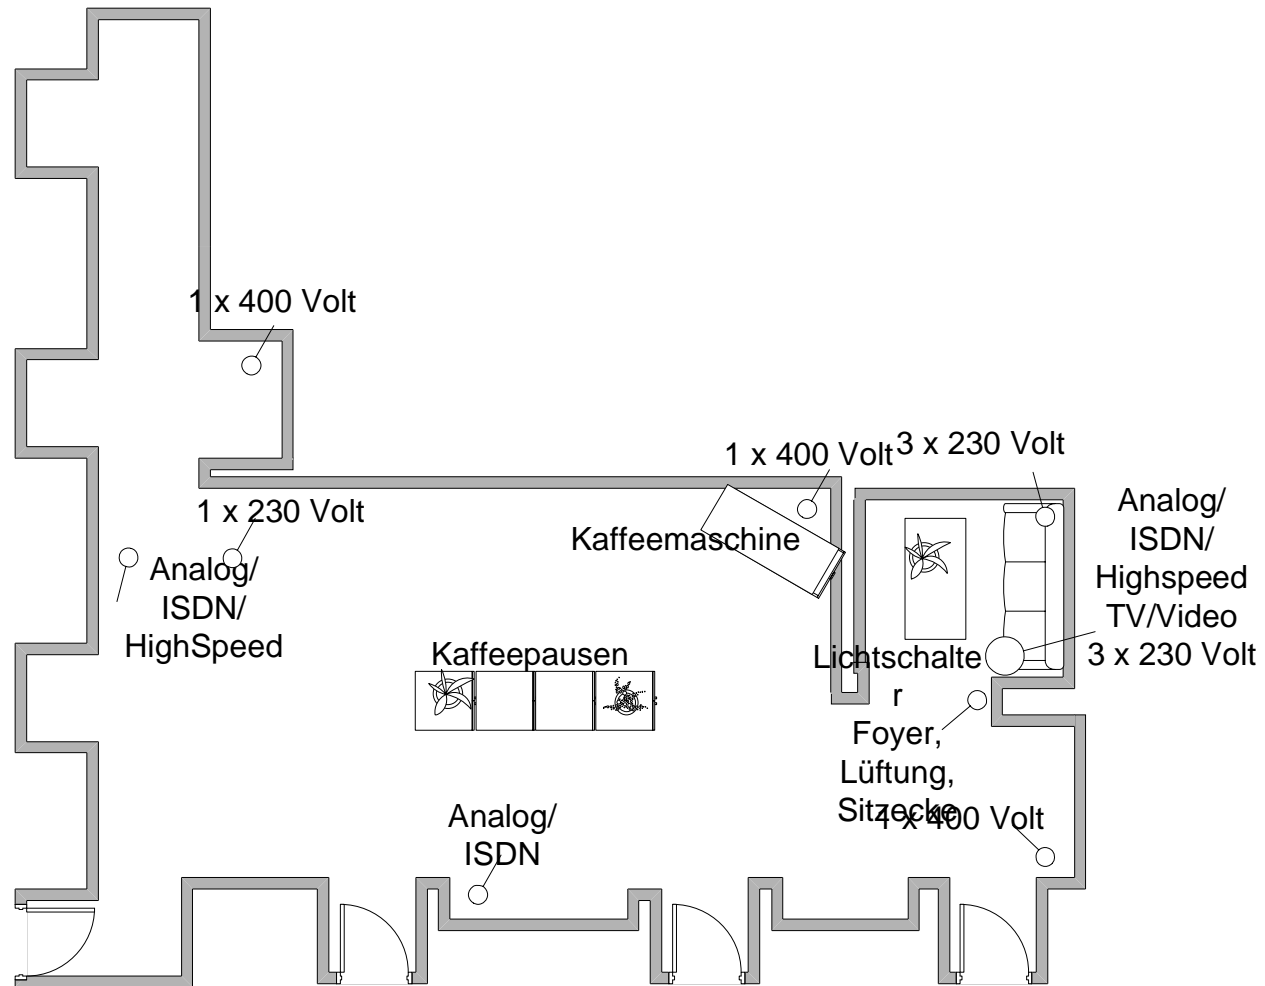 1 x 400 Volt
3 x 230 Volt
1 x 400 Volt
Analog/
ISDN/
Highspeed
TV/Video
3 x 230 Volt
1 x 230 Volt
Kaffeemaschine
Analog/
ISDN/
HighSpeed
Kaffeepausen
Lichtschalte
r
Foyer,
Lüftung,
Sitzecke
1 x 400 Volt
Analog/
ISDN